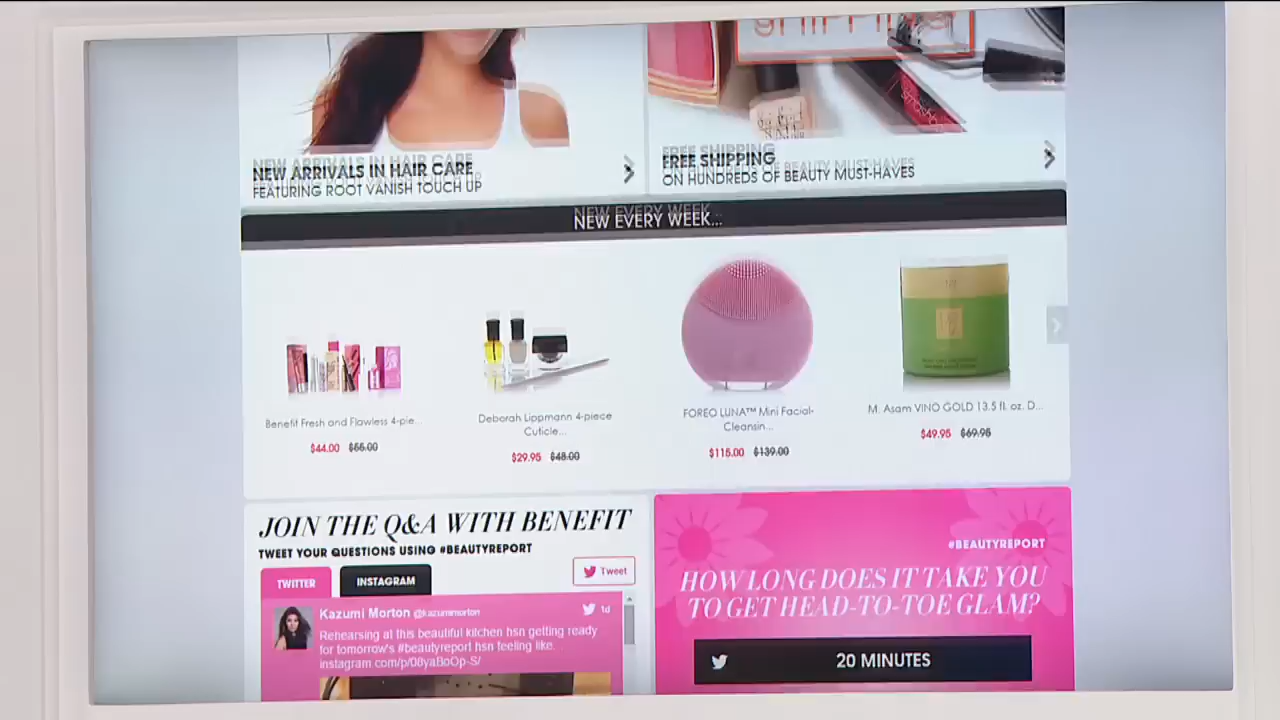 SHIPPING
NEW ARRIVALS IN HAIR CARE
FEATURING ROOT VANISH TOUCH UP
FREE SHIPPING
ON HUNDREDS OF BEAUTY MUST-HAVES
NEW EVERY WEEK...
Benefit Fresh and Flawless 4-pie...
$44.00 $55.00
Deborah Lippmann 4-piece
Cuticle...
$29.95 $48.00
FOREO LUNA™ Mini Facial-
Cleansin...
$115.00 $139.00
M. Asam VINO GOLD 13.5 fl. oz. D...
$49.95 $69.95
JOIN THE Q&A WITH BENEFIT
TWEET YOUR QUESTIONS USING #BEAUTYREPORT
TWITTER
INSTAGRAM
Tweet
Kazumi Morton @kazumimorton
1d
Rehearsing at this beautiful kitchen hsn getting ready
for tomorrow's #beautyreport hsn feeling like...
instagram.com/p/08yaBoOp-S/
#BEAUTYREPORT
HOW LONG DOES IT TAKE YOU
TO GET HEAD-TO-TOE GLAM?
20 MINUTES